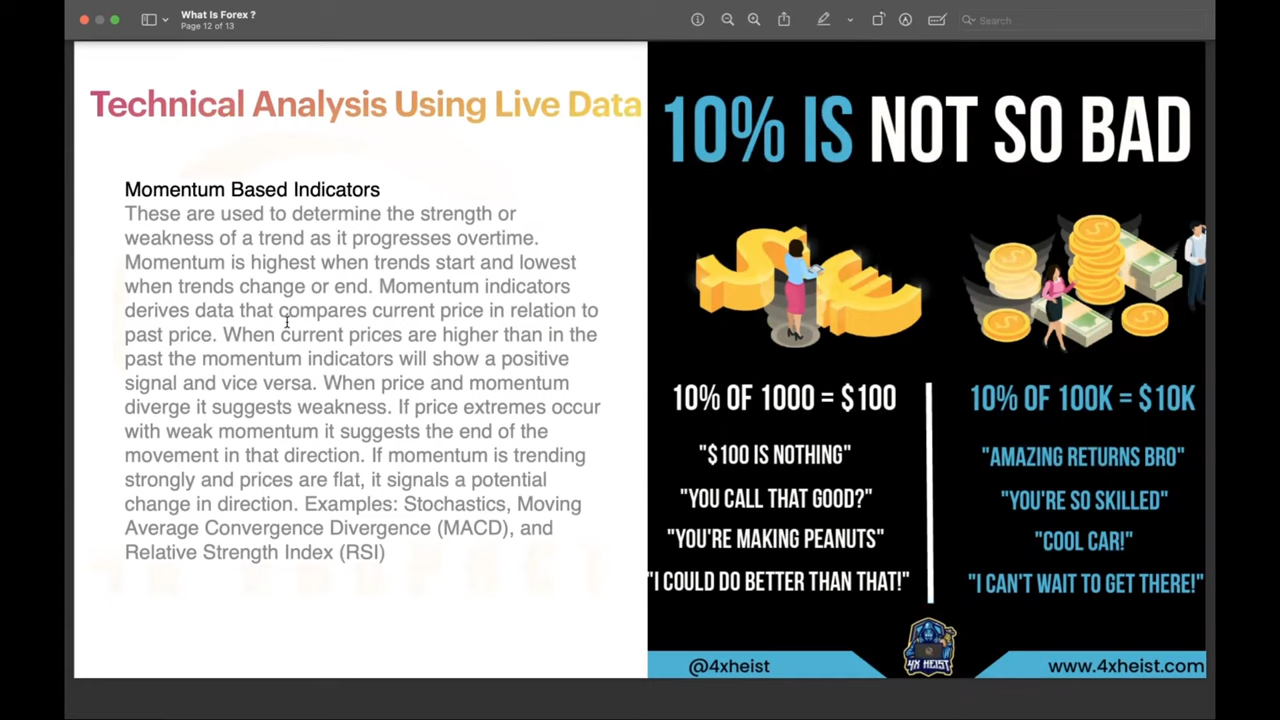 What Is Forex ?
Page 12 of 13
Search
Technical Analysis Using Live Data
Momentum Based Indicators
These are used to determine the strength or
weakness of a trend as it progresses overtime.
Momentum is highest when trends start and lowest
when trends change or end. Momentum indicators
derives data that compares current price in relation to
past price. When current prices are higher than in the
past the momentum indicators will show a positive
signal and vice versa. When price and momentum
diverge it suggests weakness. If price extremes occur
with weak momentum it suggests the end of the
movement in that direction. If momentum is trending
strongly and prices are flat, it signals a potential
change in direction. Examples: Stochastics, Moving
Average Convergence Divergence (MACD), and
Relative Strength Index (RSI)
10% IS NOT SO BAD
10% OF 1000 = $100
"$100 IS NOTHING"
"YOU CALL THAT GOOD?"
"YOU'RE MAKING PEANUTS"
"I COULD DO BETTER THAN THAT!"
10% OF 100K = $10K
"AMAZING RETURNS BRO"
"YOU'RE SO SKILLED"
"COOL CAR!"
"I CAN'T WAIT TO GET THERE!"
@4xheist
4X HEIST
www.4xheist.com